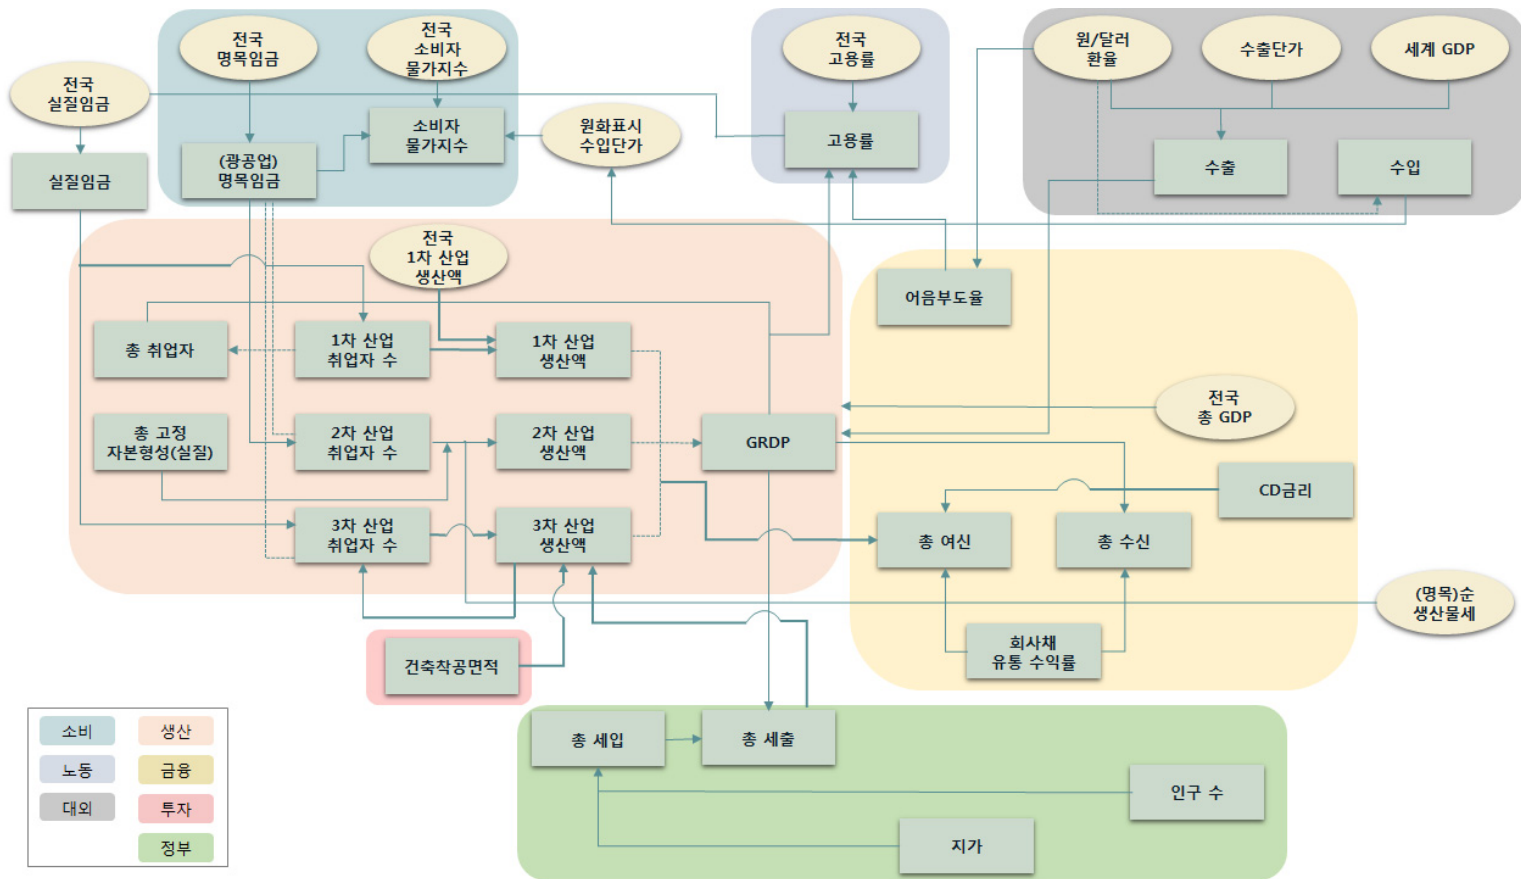 전국
명목임금
전국
소비자
물가지수
전국
고용률
원/달러
환율
수출단가
세계 GDP
전국
실질임금
소비자
물가지수
원화표시
수입단가
고용률
(광공업)
명목임금
실질임금
수출
수입
전국
1차 산업
생산액
어음부도율
총 취업자
1차 산업
취업자 수
1차 산업
생산액
전국
총 GDP
총 고정
자본형성(실질)
2차 산업
취업자 수
2차 산업
생산액
GRDP
CD금리
3차 산업
취업자 수
3차 산업
생산액
총 여신
총 수신
(명목)순
생산물세
건축착공면적
회사채
유통 수익률
소비
생산
노동
금융
대외
투자
정부
총 세입
총 세출
인구 수
지가